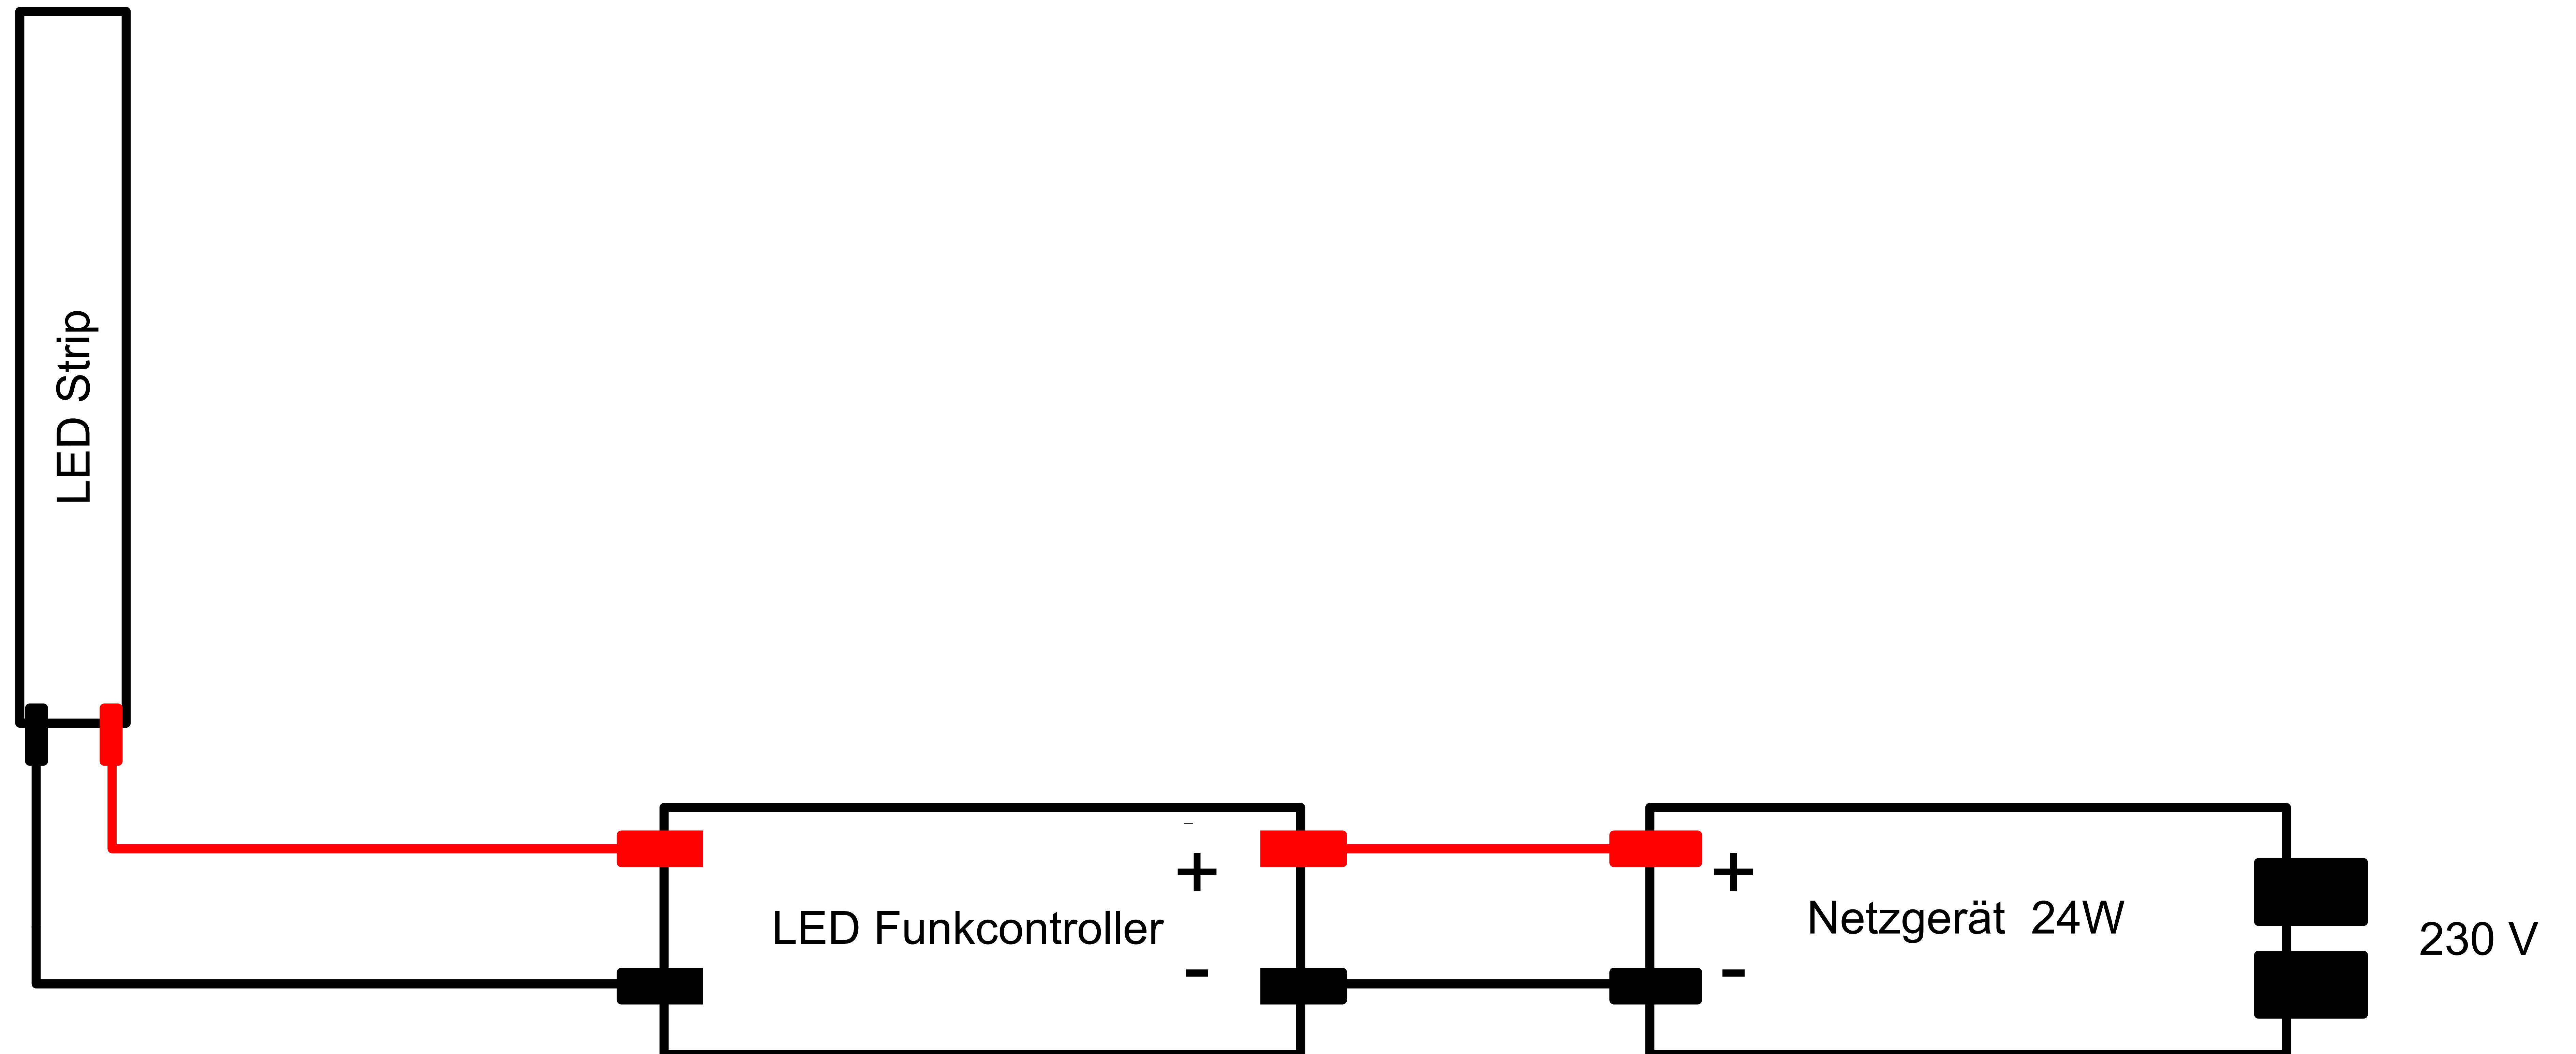 LED Strip
+
-
LED Funkcontroller
+
-
Netzgerät  24W
230 V